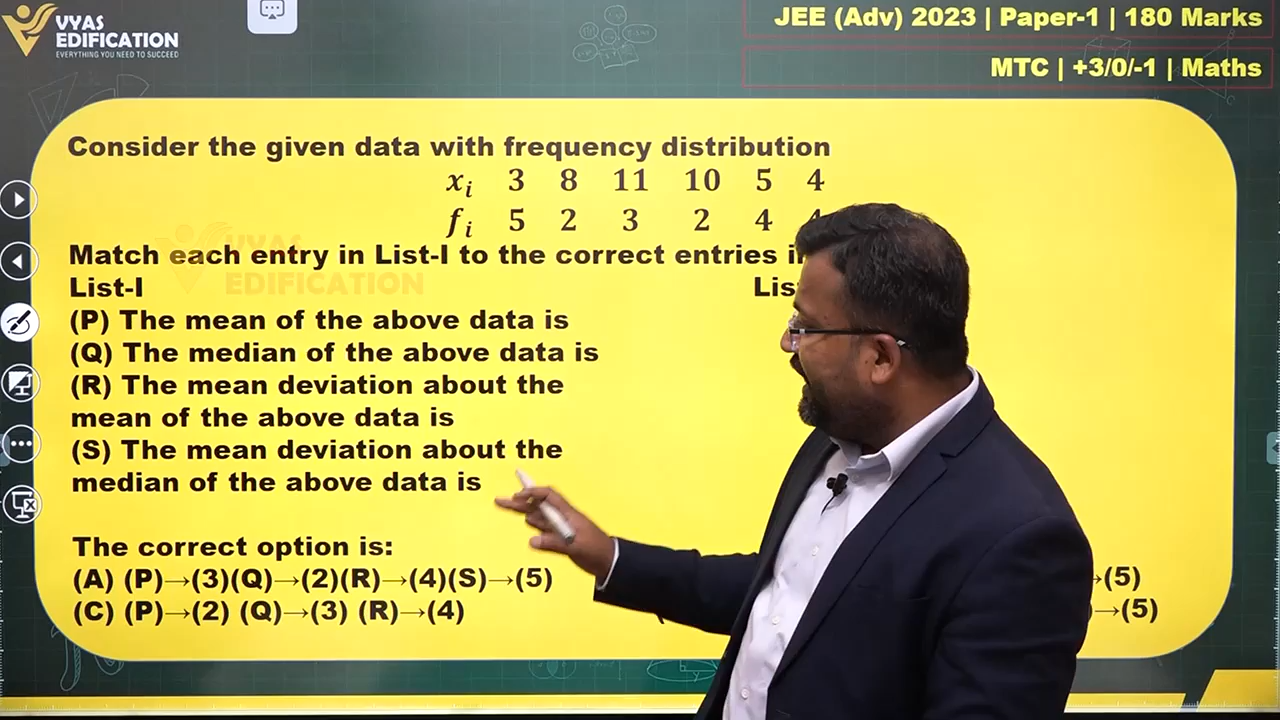 VYAS
EDIFICATION
EVERYTHING YOU NEED TO SUCCEED
JEE (Adv) 2023 | Paper-1 | 180 Marks
MTC | +3/0/-1 | Maths
Consider the given data with frequency distribution
xᵢ 3 8 11 10 5 4
fᵢ 5 2 3 2 4
Match each entry in List-I to the correct entries
VYAS
EDIFICATION
List-I
(P) The mean of the above data is
(Q) The median of the above data is
(R) The mean deviation about the
mean of the above data is
(S) The mean deviation about the
median of the above data is
The correct option is:
(A) (P)→(3)(Q)→(2)(R)→(4)(S)→(5) →(5)
(C) (P)→(2) (Q)→(3) (R)→(4) →(5)